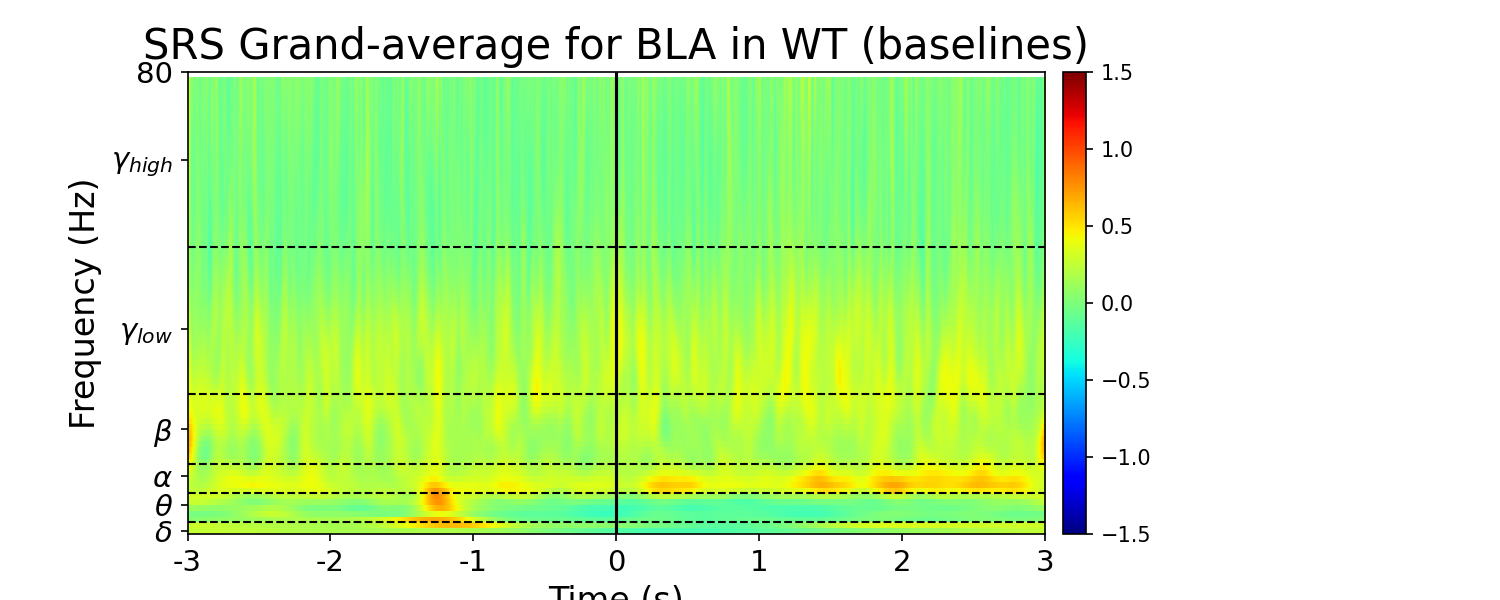 SRS Grand-average for BLA in WT (baselines)
Frequency (Hz)
80
γhigh
γlow
β
α
θ
δ
-3 -2 -1 0 1 2 3
Time (s)
1.5
1.0
0.5
0.0
−0.5
−1.0
−1.5